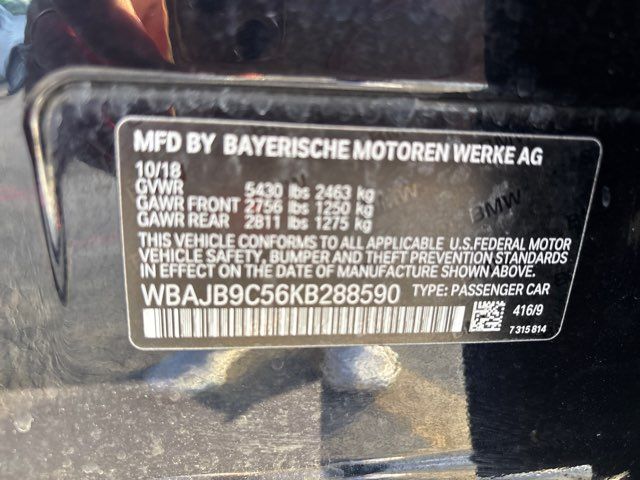 MFD BY BAYERISCHE MOTOREN WERKE AG
10/18
GVWR 5430 lbs 2463 kg
GAWR FRONT 2756 lbs 1250 kg
GAWR REAR 2811 lbs 1275 kg
BMW
THIS VEHICLE CONFORMS TO ALL APPLICABLE U.S.FEDERAL MOTOR
VEHICLE SAFETY, BUMPER AND THEFT PREVENTION STANDARDS
IN EFFECT ON THE DATE OF MANUFACTURE SHOWN ABOVE.
WBAJB9C56KB288590 TYPE: PASSENGER CAR
416/9
7 315 814